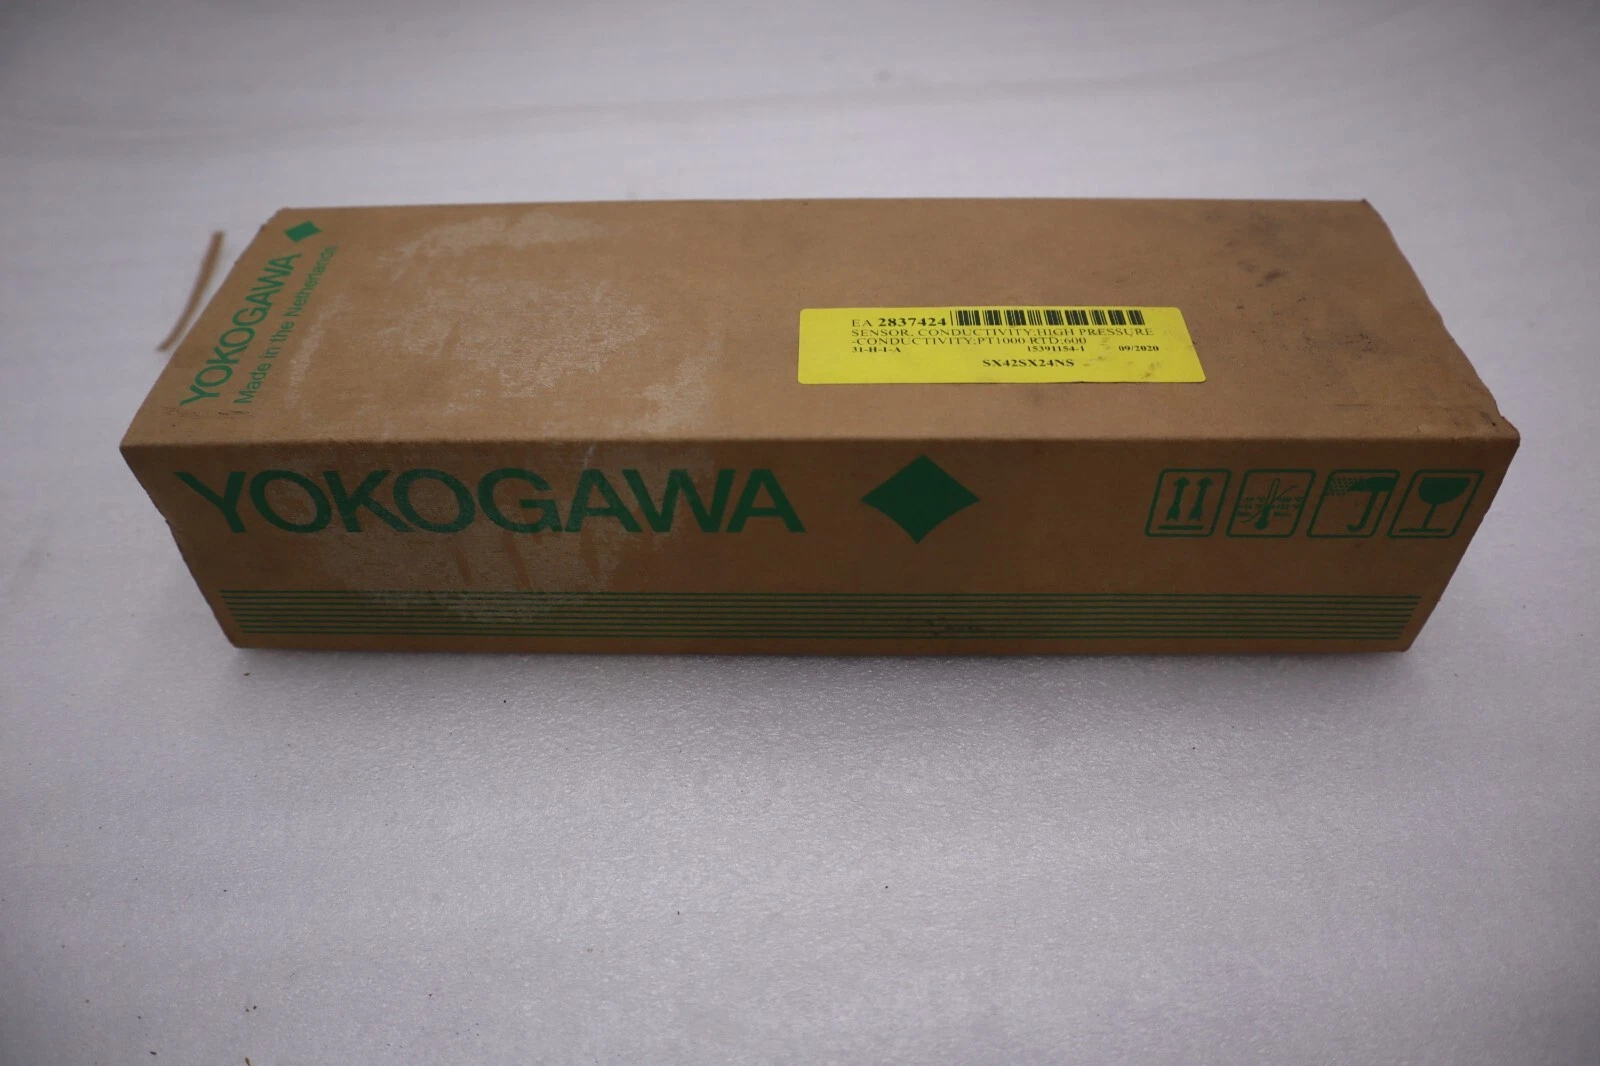 YOKOGAWA
Made in the Netherlands
EA 2837424
SENSOR, CONDUCTIVITY;HIGH PRESSURE
-CONDUCTIVITY;PT1000 RTD;600
31-H-1-A 15391154-1 09/2020
SX42SX24NS
YOKOGAWA